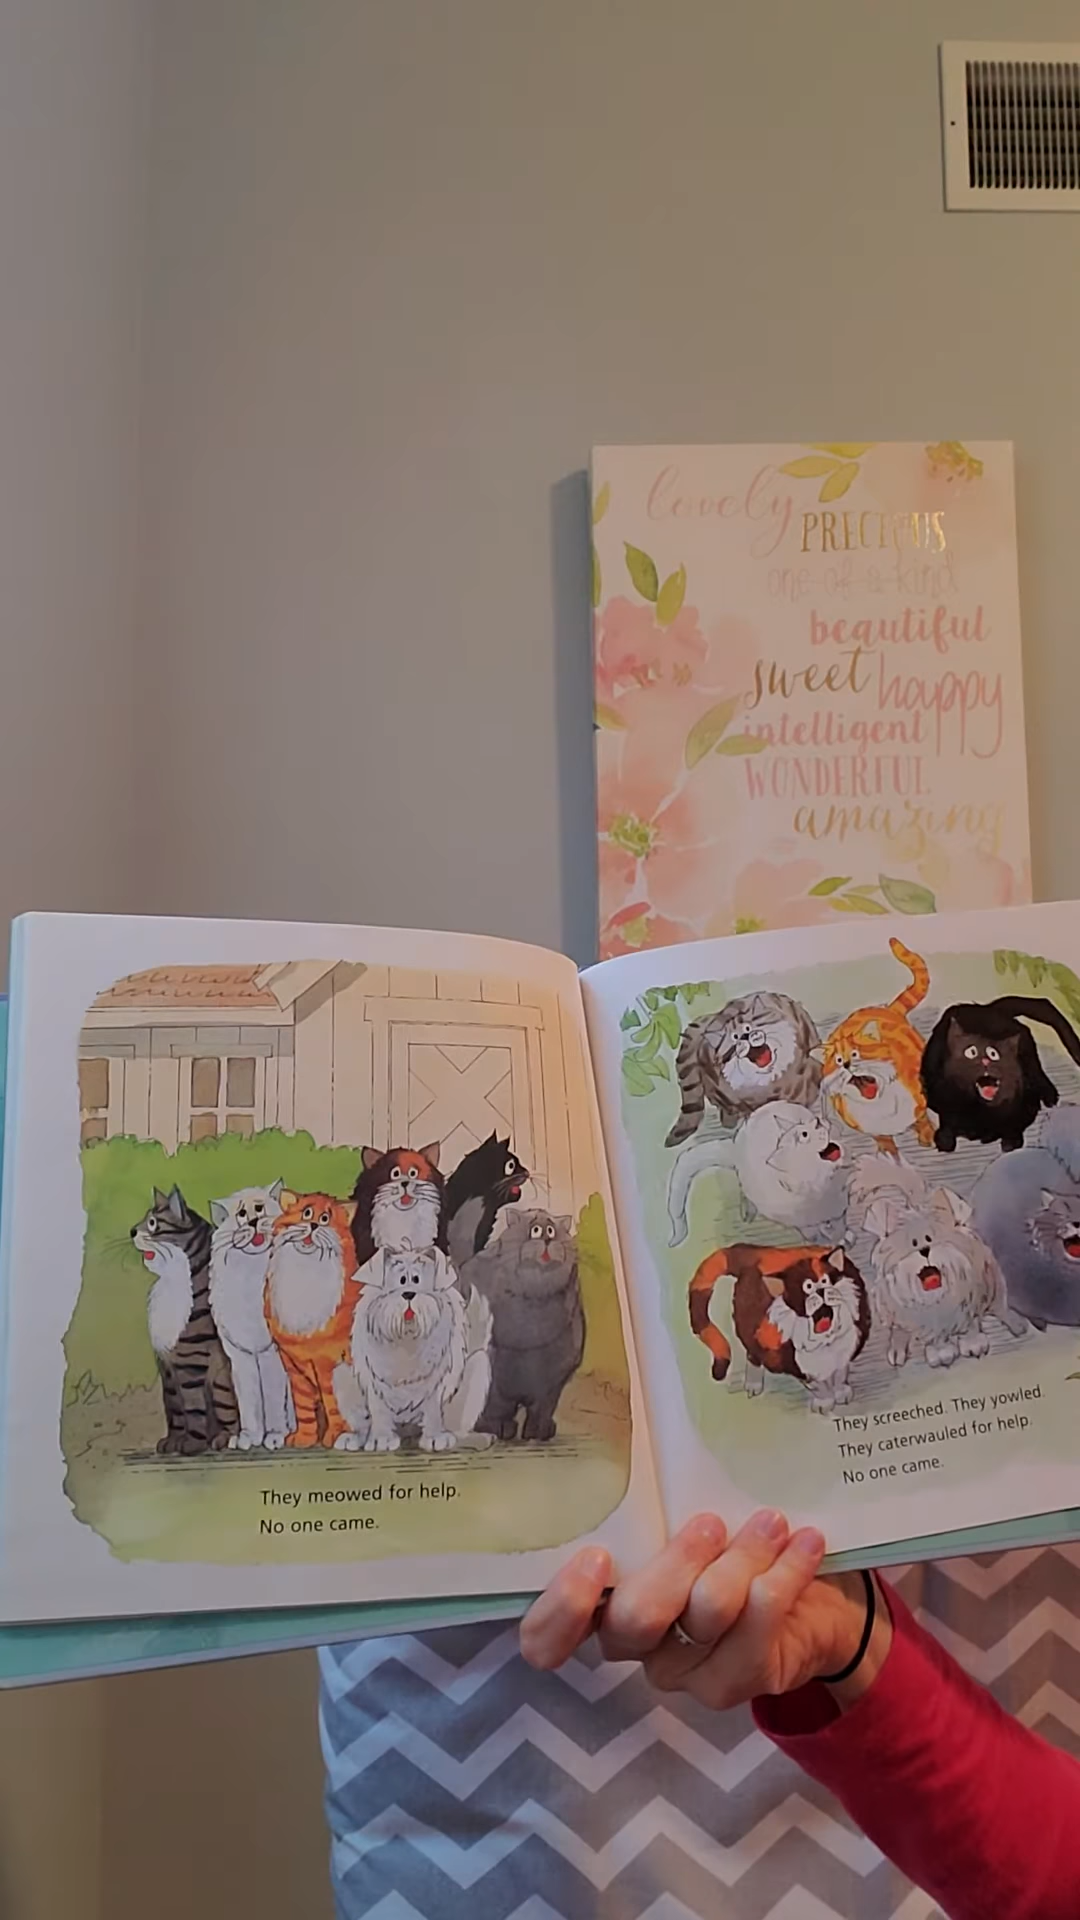 lovely
PRECIOUS
one-of-a-kind
beautiful
sweet happy
intelligent
WONDERFUL
amazing
They meowed for help.
No one came.
They screeched. They yowled.
They caterwauled for help.
No one came.